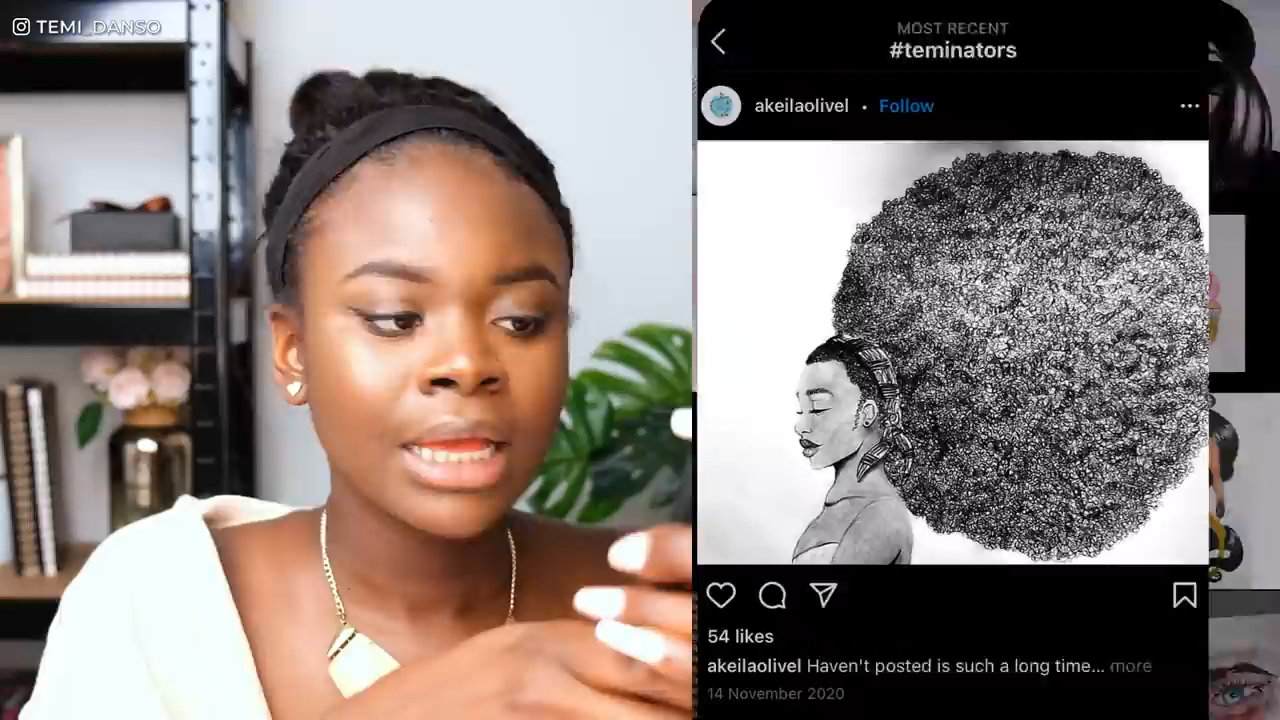 TEMI_DANSO
MOST RECENT
#teminators
akeilaolivel • Follow
54 likes
akeilaolivel Haven't posted is such a long time... more
14 November 2020